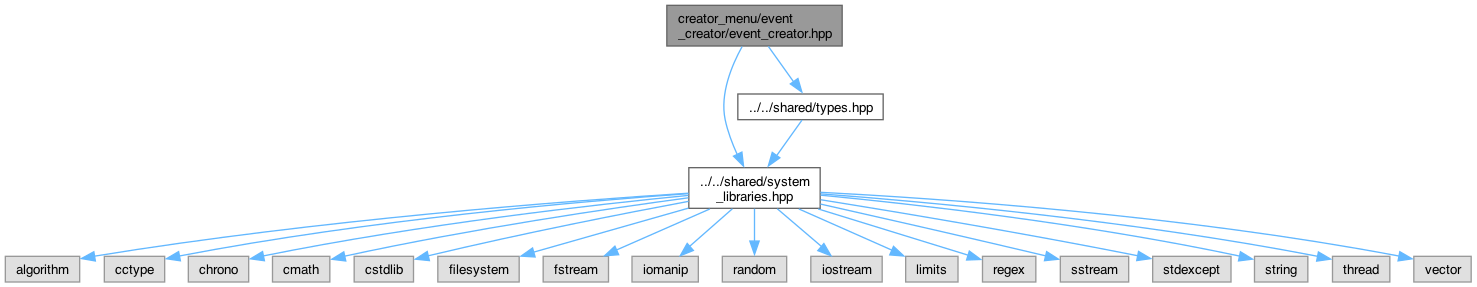 creator_menu/event
_creator/event_creator.hpp
../../shared/types.hpp
../../shared/system
_libraries.hpp
algorithm
cctype
chrono
cmath
cstdlib
filesystem
fstream
iomanip
random
iostream
limits
regex
sstream
stdexcept
string
thread
vector